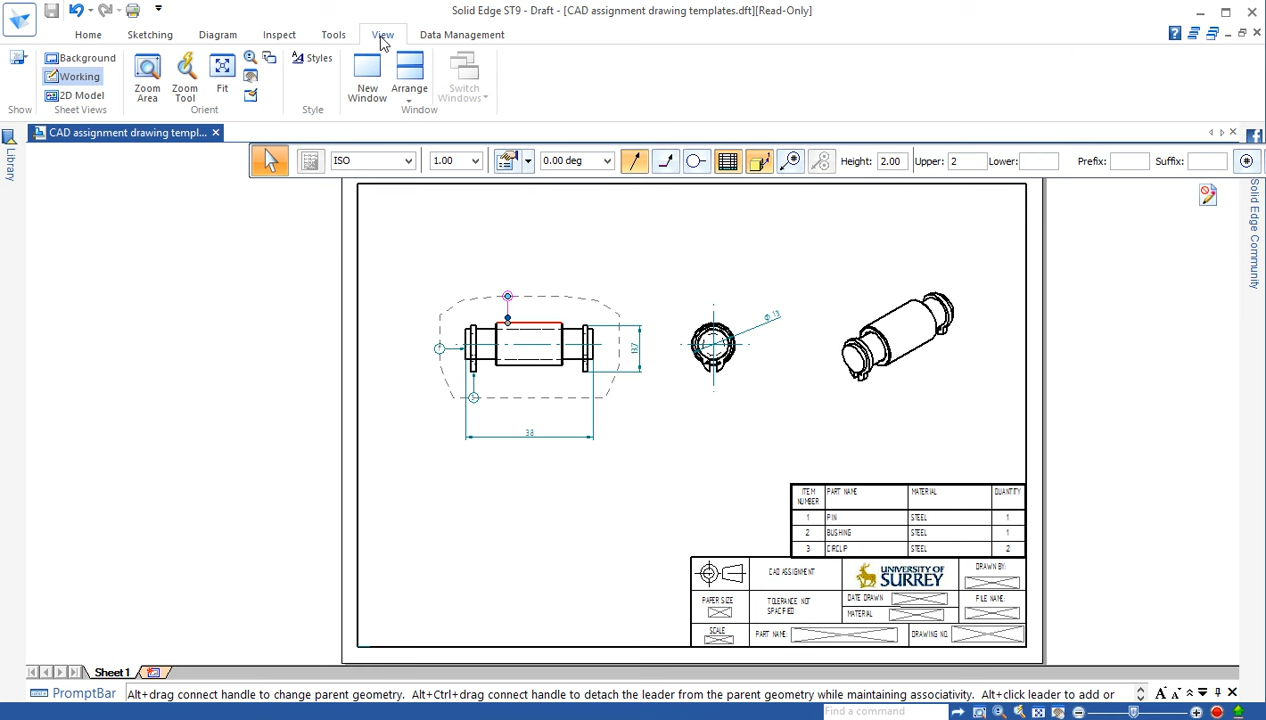 Solid Edge ST9 - Draft - [CAD assignment drawing templates.dft][Read-Only]
Home Sketching Diagram Inspect Tools View Data Management
Background
Working
2D Model
Zoom Area
Zoom Tool
Fit
Styles
New Window
Arrange
Switch Windows
Show Sheet Views Orient Style Window
CAD assignment drawing templ...
Library
ISO 1.00 0.00 deg Height: 2.00 Upper: 2 Lower: Prefix: Suffix:
Solid Edge Community
Ø 13
13.7
3
33
ITEM NUMBER PART NAME MATERIAL QUANTITY
1 PIN STEEL 1
2 BUSHING STEEL 1
3 CIRCLIP STEEL 2
CAD ASSIGNMENT
UNIVERSITY OF SURREY
DRAWN BY:
PAPER SIZE
TOLERANCE NOT SPACIFIED
DATE DRAWN
FILE NAME:
MATERIAL
SCALE
PART NAME:
DRAWING NO.
Sheet1
PromptBar
Alt+drag connect handle to change parent geometry. Alt+Ctrl+drag connect handle to detach the leader from the parent geometry while maintaining associativity. Alt+click leader to add or
Find a command